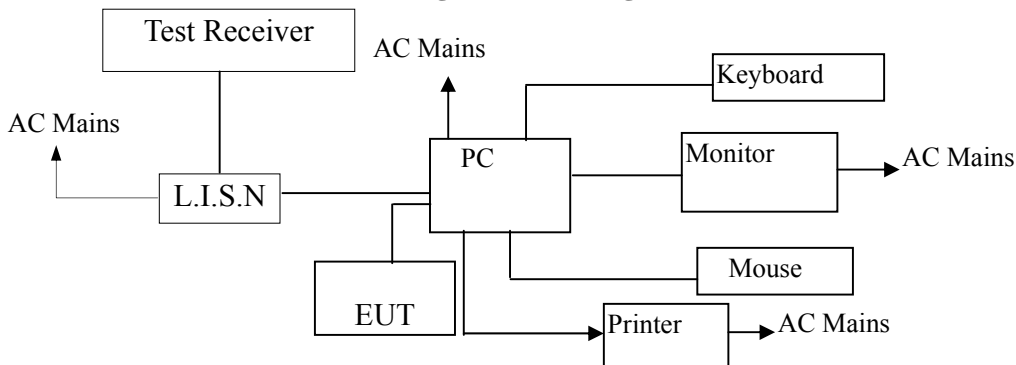 Test Receiver
AC Mains
Keyboard
AC Mains
PC
Monitor
AC Mains
L.I.S.N
Mouse
EUT
Printer
AC Mains